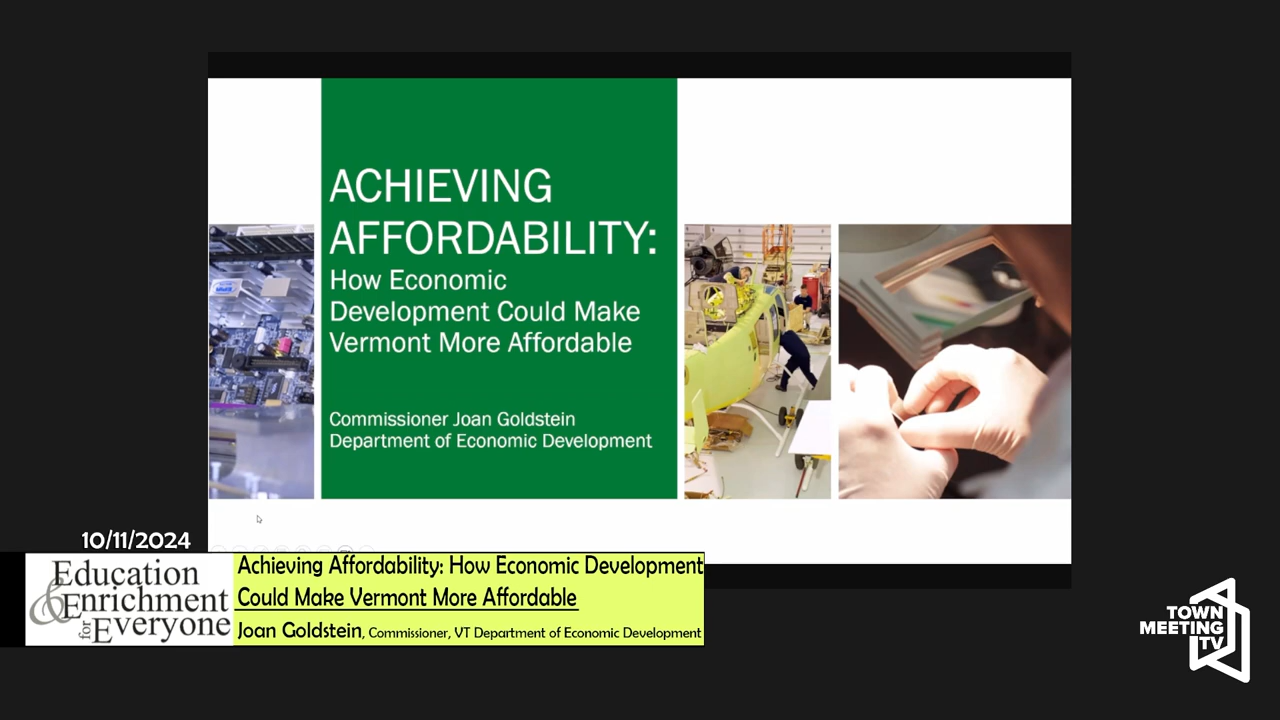 ACHIEVING
AFFORDABILITY:
How Economic
Development Could Make
Vermont More Affordable
Commissioner Joan Goldstein
Department of Economic Development
10/11/2024
Education
& Enrichment
for Everyone
Achieving Affordability: How Economic Development
Could Make Vermont More Affordable
Joan Goldstein, Commissioner, VT Department of Economic Development
TOWN
MEETING
TV